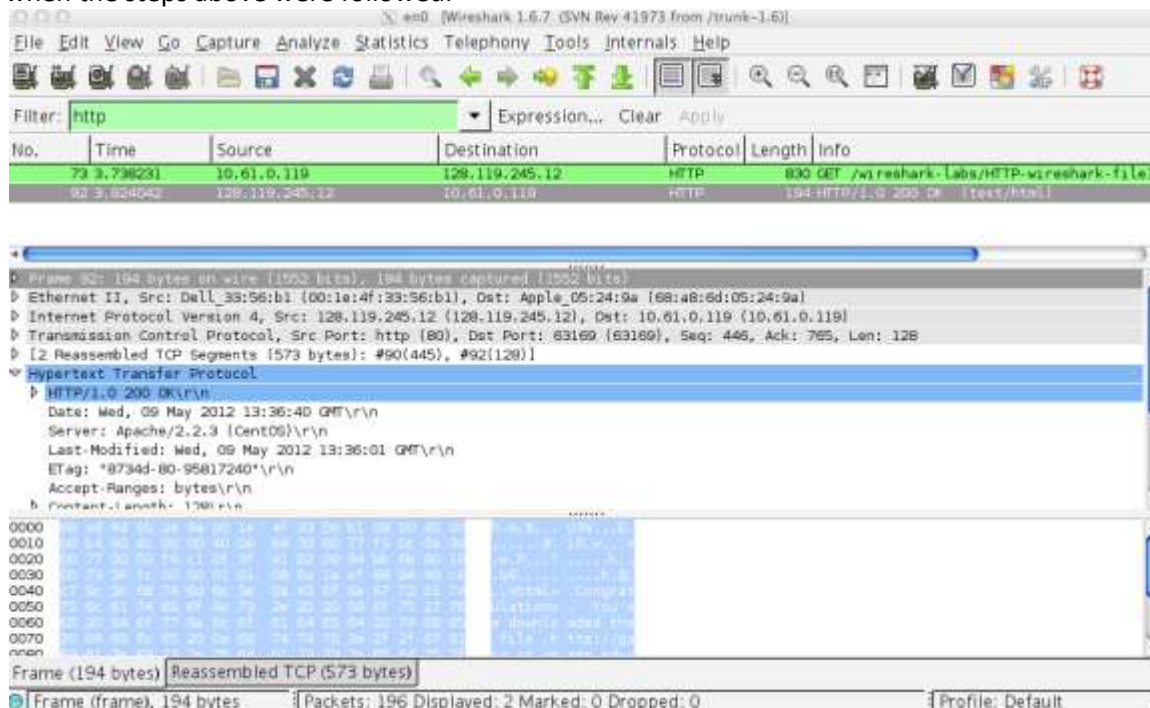 when the steps above were followed.
en0 [Wireshark 1.6.7 (SVN Rev 41973 from /trunk-1.6)]
File Edit View Go Capture Analyze Statistics Telephony Tools Internals Help
Filter: http Expression... Clear Apply
No. Time Source Destination Protocol Length Info
73 3.738231 10.61.0.119 128.119.245.12 HTTP 830 GET /wireshark-labs/HTTP-wireshark-file
92 3.824042 128.119.245.12 10.61.0.119 HTTP 194 HTTP/1.0 200 OK (text/html)
Frame 92: 194 bytes on wire (1552 bits), 194 bytes captured (1552 bits)
Ethernet II, Src: Dell_33:56:b1 (00:1e:4f:33:56:b1), Dst: Apple_05:24:9a (68:a8:6d:05:24:9a)
Internet Protocol Version 4, Src: 128.119.245.12 (128.119.245.12), Dst: 10.61.0.119 (10.61.0.119)
Transmission Control Protocol, Src Port: http (80), Dst Port: 63169 (63169), Seq: 446, Ack: 765, Len: 128
[2 Reassembled TCP Segments (573 bytes): #90(445), #92(128)]
Hypertext Transfer Protocol
HTTP/1.0 200 OK\r\n
Date: Wed, 09 May 2012 13:36:40 GMT\r\n
Server: Apache/2.2.3 (CentOS)\r\n
Last-Modified: Wed, 09 May 2012 13:36:01 GMT\r\n
ETag: "8734d-80-95817240"\r\n
Accept-Ranges: bytes\r\n
Content-Length: 128\r\n
0000
0010
0020
0030
0040
0050
0060
0070
Frame (194 bytes) Reassembled TCP (573 bytes)
Frame (frame), 194 bytes Packets: 196 Displayed: 2 Marked: 0 Dropped: 0 Profile: Default